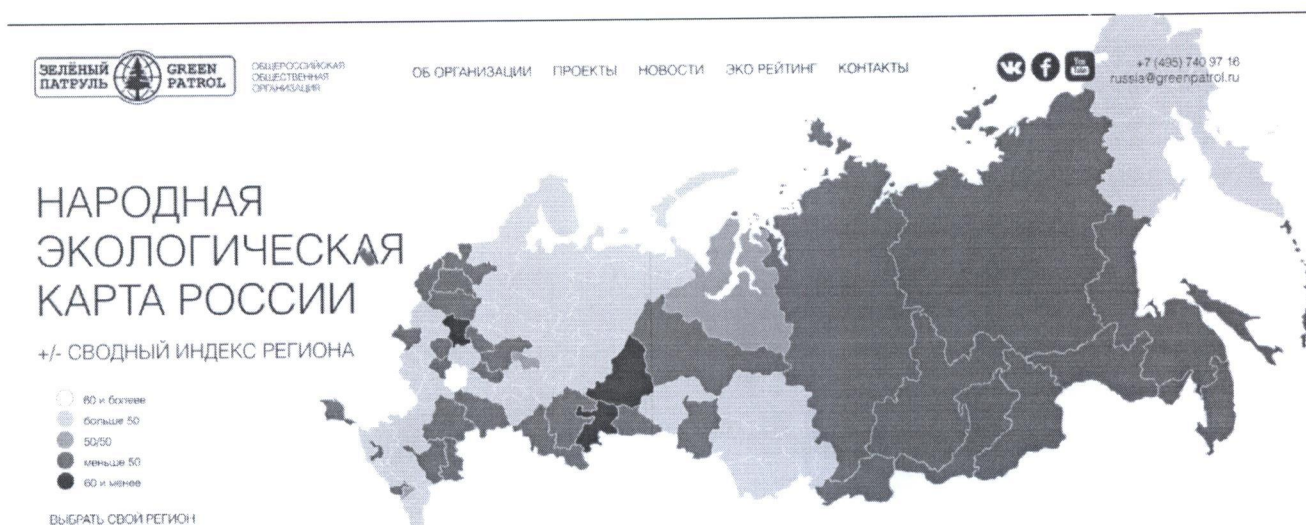 ЗЕЛЁНЫЙ
ПАТРУЛЬ
GREEN
PATROL
ОБЩЕРОССИЙСКАЯ
ОБЩЕСТВЕННАЯ
ОРГАНИЗАЦИЯ
ОБ ОРГАНИЗАЦИИ ПРОЕКТЫ НОВОСТИ ЭКО РЕЙТИНГ КОНТАКТЫ
You
Tube
+7 (495) 740 97 16
russia@greenpatrol.ru
НАРОДНАЯ
ЭКОЛОГИЧЕСКАЯ
КАРТА РОССИИ
+/- СВОДНЫЙ ИНДЕКС РЕГИОНА
60 и более
больше 50
50/50
меньше 50
60 и менее
ВЫБРАТЬ СВОЙ РЕГИОН